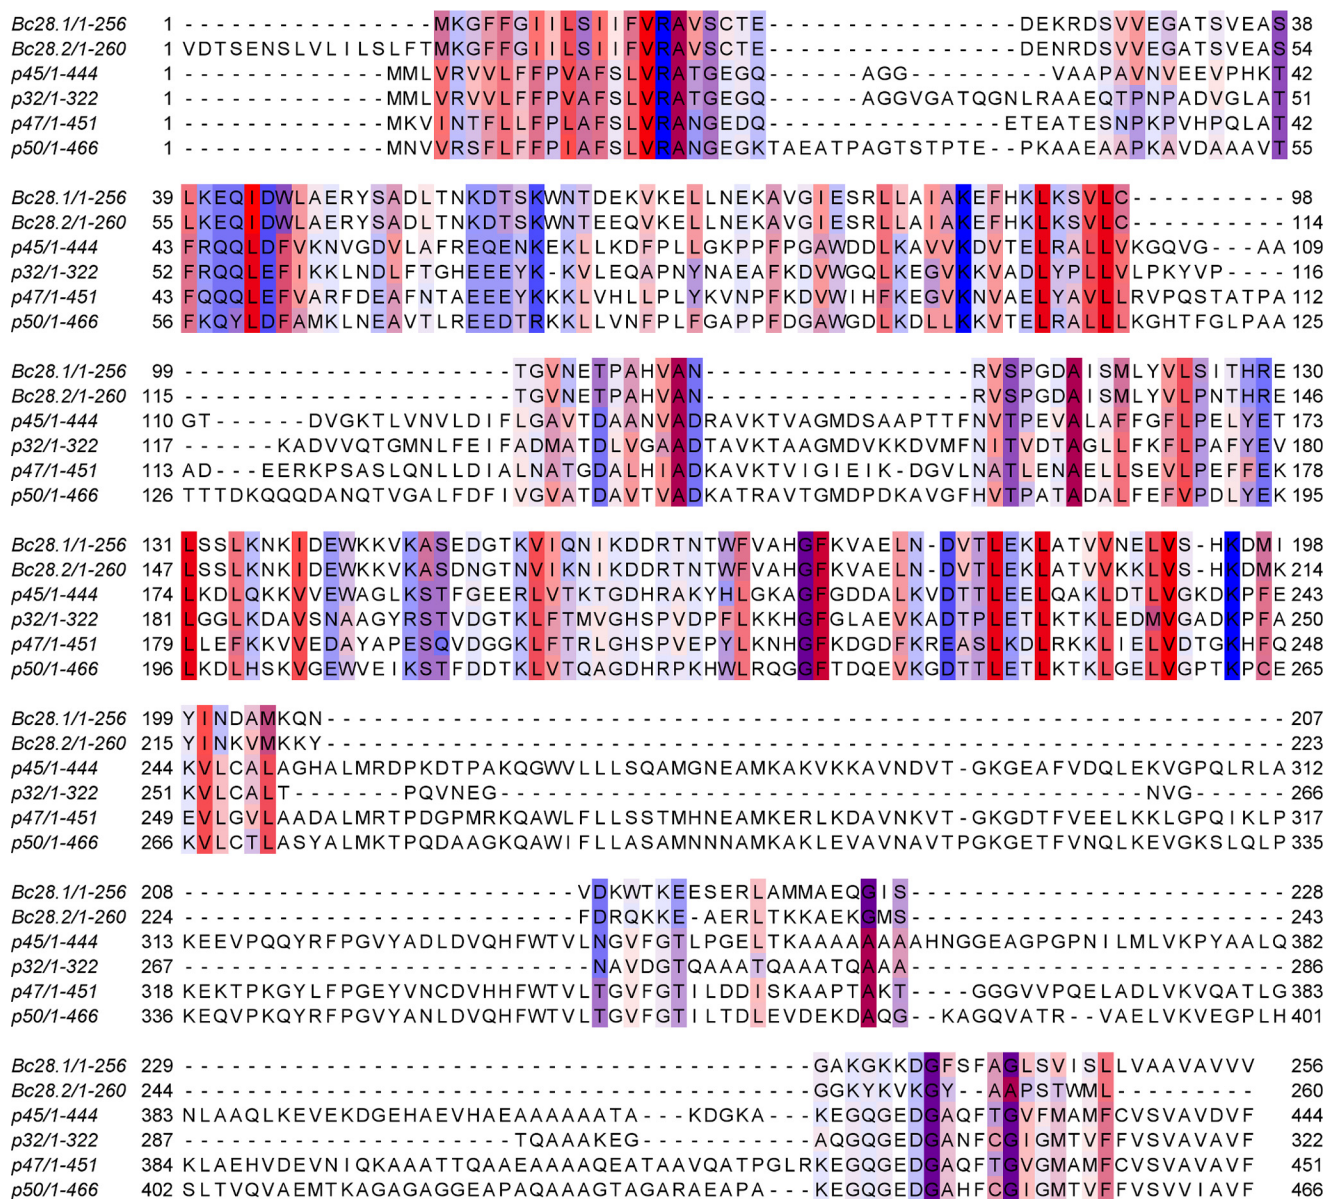 Bc28.1/1-256 1 ----------------MKGFFGIILSIIFVRAVSCTE----------------DEKRDSVVEGATSVEAS 38
Bc28.2/1-260 1 VDTSENSLVLILSLFTMKGFFGIILSIIFVRAVSCTE----------------DENRDSVVEGATSVEAS 54
p45/1-444 1 -------------MMLVRVVLFFPVAFSLVRATGEGQ------AGG---------VAAPAVNVEEVPHKT 42
p32/1-322 1 -------------MMLVRVVLFFPVAFSLVRATGEGQ------AGGVGATQGNLRAAEQTPNPADVGLAT 51
p47/1-451 1 -------------MKVINTFLLFPLAFSLVRANGEDQ---------------ETEATESNPKPVHPQLAT 42
p50/1-466 1 -------------MNVVRSFLFFPIAFSLVRANGEGKTAEATPAGTSTPTE--PKAAEAAPKAVDAAAVT 55
Bc28.1/1-256 39 LKEQIDWLAERYSADLTNKDTSKWNTDEKVKELLNEKAVGIESRLLAIAKEFHKLKSVLC---------- 98
Bc28.2/1-260 55 LKEQIDWLAERYSADLTNKDTSKWNTEEQVKELLNEKAVGIESRLLAIAKEFHKLKSVLC---------- 114
p45/1-444 43 FRQQLDFVKNVGDVLAFREQENKEKLLKDFPLLGKPPFPGAWDDLKAVVKDVTELRALLVKGQVG---AA 109
p32/1-322 52 FRQQLEFIKKLNDLFTGHEEEYK-KVLEQAPNYNAEAFKDVWGQLKEGVKKVADLYPLLVLPKYVP---- 116
p47/1-451 43 FQQQLEFVARFDEAFNTAEEEYKKKLVHLLPLYKVNPFKDVWIHFKEGVKNVAELYAVLLRVPQSTATPA 112
p50/1-466 56 FKQYLDFAMKLNEAVTLREEDTRKKLLVNFPLFGAPPFDGAWGDLKDLLKKVTELRALLLKGHTFGLPAA 125
Bc28.1/1-256 99 ---------------------TGVNETPAHVAN-----------------RVSPGDAISMLYVLSITHRE 130
Bc28.2/1-260 115 ---------------------TGVNETPAHVAN-----------------RVSPGDAISMLYVLPNTHRE 146
p45/1-444 110 GT------DVGKTLVNVLDIFLGAVTDAANVADRAVKTVAGMDSAAPTTFNVTPEVALAFFGFLPELYET 173
p32/1-322 117 ------KADVVQTGMNLFEIFADMATDLVGAADTAVKTAAGMDVKKDVMFNITVDTAGLLFKFLPAFYEV 180
p47/1-451 113 AD---EERKPSASLQNLLDIALNATGDALHIADKAVKTVIGIEIK-DGVLNATLENAELLSEVLPEFFEK 178
p50/1-466 126 TTTDKQQQDANQTVGALFDFIVGVATDAVTVADKATRAVTGMDPDKAVGFHVTPATADALFEFVPDLYEK 195
Bc28.1/1-256 131 LSSLKNKIDEWKKVKASEDGTKVIQNIKDDRTNTWFVAHGFKVAELN-DVTLEKLATVVNELVS-HKDMI 198
Bc28.2/1-260 147 LSSLKNKIDEWKKVKASDNGTNVIKNIKDDRTNTWFVAHGFKVAELN-DVTLEKLATVVKKLVS-HKDMK 214
p45/1-444 174 LKDLQKKVVEWAGLKSTFGEERLVTKTGDHRAKYHLGKAGFGDDALKVDTTLEELQAKLDTLVGKDKPFE 243
p32/1-322 181 LGGLKDAVSNAAGYRSTVDGTKLFTMVGHSPVDPFLKKHGFGLAEVKADTPLETLKTKLEDMVGADKPFA 250
p47/1-451 179 LLEFKKVVEDAYAPESQVDGGKLFTRLGHSPVEPYLKNHGFKDGDFKREASLKDLRKKLIELVDTGKHFQ 248
p50/1-466 196 LKDLHSKVGEWVEIKSTFDDTKLVTQAGDHRPKHWLRQGGFTDQEVKGDTTLETLKTKLGELVGPTKPCE 265
Bc28.1/1-256 199 YINDAMKQN------------------------------------------------------------- 207
Bc28.2/1-260 215 YINKVMKKY------------------------------------------------------------- 223
p45/1-444 244 KVLCALAGHALMRDPKDTPAKQGWVLLLSQAMGNEAMKAKVKKAVNDVT-GKGEAFVDQLEKVGPQLRLA 312
p32/1-322 251 KVLCALT-------PQVNEG-----------------------------------------NVG------ 266
p47/1-451 249 EVLGVLAADALMRTPDGPMRKQAWLFLLSSTMHNEAMKERLKDAVNKVT-GKGDTFVEELKKLGPQIKLP 317
p50/1-466 266 KVLCTLASYALMKTPQDAAGKQAWIFLLASAMNNNAMKAKLEVAVNAVTPGKGETFVNQLKEVGKSLQLP 335
Bc28.1/1-256 208 -------------------------VDKWTKEESERLAMMAEQGIS------------------------ 228
Bc28.2/1-260 224 -------------------------FDRQKKE-AERLTKKAEKGMS------------------------ 243
p45/1-444 313 KEEVPQQYRFPGVYADLDVQHFWTVLNGVFGTLPGELTKAAAAAAAAHNGGEAGPGPNILMLVKPYAALQ 382
p32/1-322 267 --------------------------NAVDGTQAAATQAAATQAAA------------------------ 286
p47/1-451 318 KEKTPKGYLFPGEYVNCDVHHFWTVLTGVFGTILDDISKAAPTAKT----GGGVVPQELADLVKVQATLG 383
p50/1-466 336 KEQVPKQYRFPGVYANLDVQHFWTVLTGVFGTILTDLEVDEKDAQG--KAGQVATR--VAELVKVEGPLH 401
Bc28.1/1-256 229 ----------------------------------------GAKGKKDGFSFAGLSVISLLVAAVAVVV 256
Bc28.2/1-260 244 ----------------------------------------GGKYKVKGY--AAPSTWML--------- 260
p45/1-444 383 NLAAQLKEVEKDGEHAEVHAEAAAAAATA---KDGKA---KEGQGEDGAQFTGVFMAMFCVSVAVDVF 444
p32/1-322 287 ---------------------TQAAAKEG-----------AQGQGEDGANFCGIGMTVFFVSVAVAVF 322
p47/1-451 384 KLAEHVDEVNIQKAAATTQAAEAAAAQEATAAVQATPGLRKEGQGEDGAQFTGVGMAMFCVSVAVAVF 451
p50/1-466 402 SLTVQVAEMTKAGAGAGGEAPAQAAAGTAGARAEAPA---KEGQGEDGAHFCGIGMTVFFVSVVIAVF 466